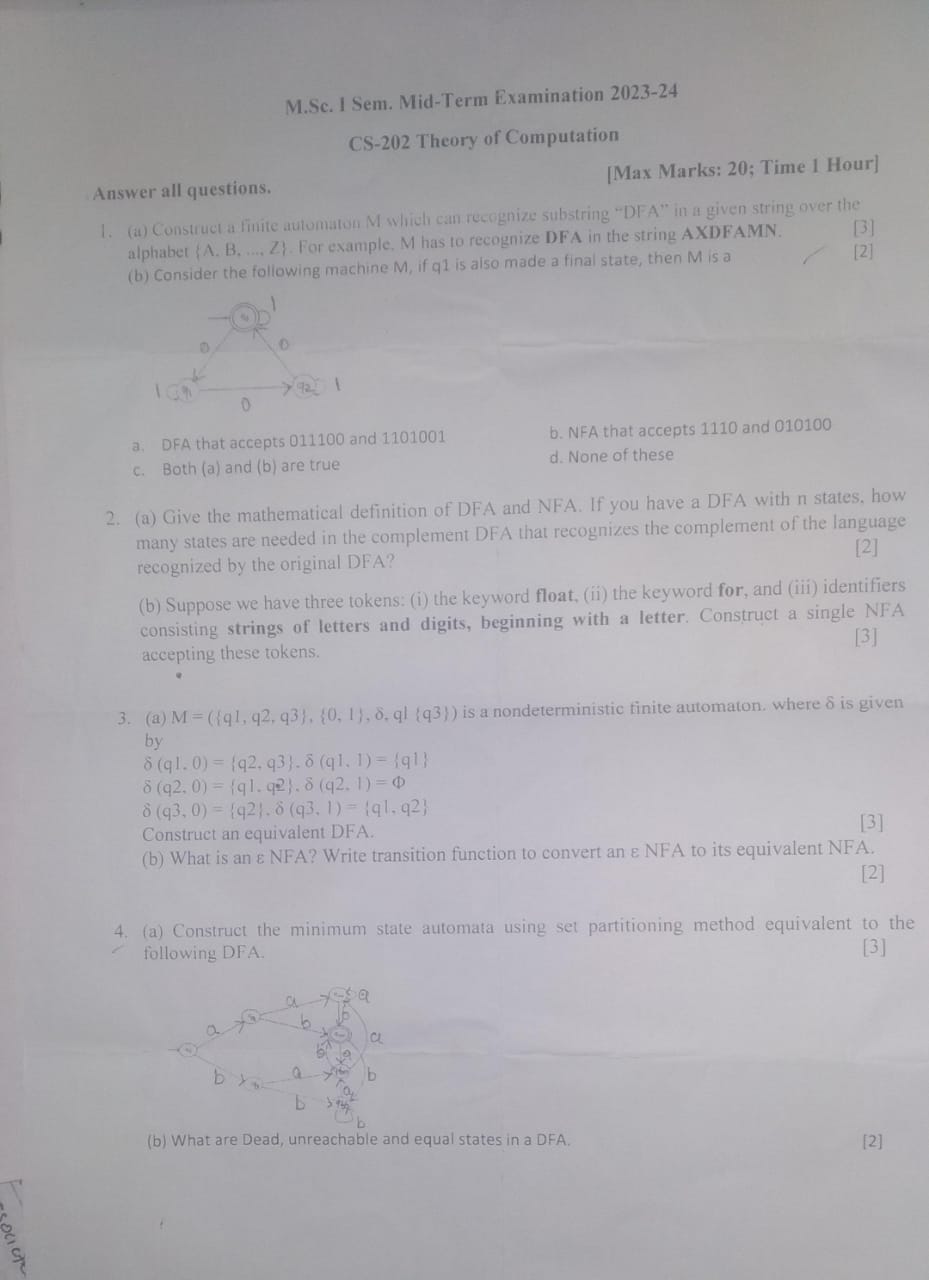 M.Sc. I Sem. Mid-Term Examination 2023-24
CS-202 Theory of Computation
[Max Marks: 20; Time 1 Hour]
Answer all questions.
1. (a) Construct a finite automaton M which can recognize substring "DFA" in a given string over the
alphabet {A, B, ..., Z}. For example, M has to recognize DFA in the string AXDFAMN. [3]
(b) Consider the following machine M, if q1 is also made a final state, then M is a [2]
1
0 0
1 q1 q2 1
0
a. DFA that accepts 011100 and 1101001
b. NFA that accepts 1110 and 010100
c. Both (a) and (b) are true
d. None of these
2. (a) Give the mathematical definition of DFA and NFA. If you have a DFA with n states, how
many states are needed in the complement DFA that recognizes the complement of the language
recognized by the original DFA? [2]
(b) Suppose we have three tokens: (i) the keyword float, (ii) the keyword for, and (iii) identifiers
consisting strings of letters and digits, beginning with a letter. Construct a single NFA
accepting these tokens. [3]
3. (a) M = ({q1, q2, q3}, {0, 1}, δ, ql {q3}) is a nondeterministic finite automaton. where δ is given
by
δ (q1, 0) = {q2, q3}, δ (q1, 1) = {q1}
δ (q2, 0) = {q1, q2}, δ (q2, 1) = Φ
δ (q3, 0) = {q2}, δ (q3, 1) = {q1, q2}
Construct an equivalent DFA. [3]
(b) What is an ε NFA? Write transition function to convert an ε NFA to its equivalent NFA.
[2]
4. (a) Construct the minimum state automata using set partitioning method equivalent to the
following DFA. [3]
a a
a b b a
b a b
b a
b
(b) What are Dead, unreachable and equal states in a DFA. [2]